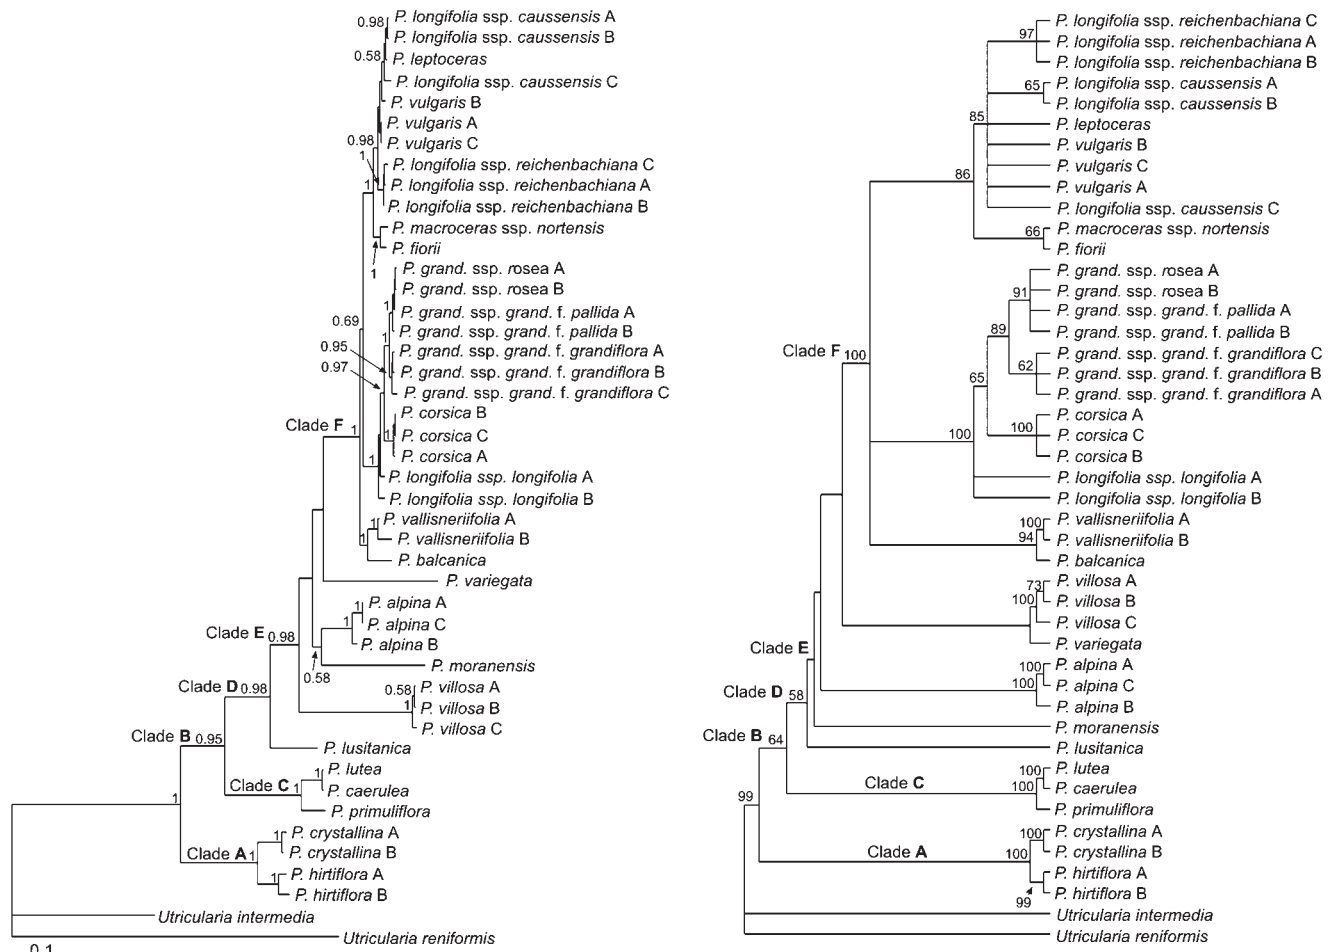 0.98
P. longifolia ssp. caussensis A
P. longifolia ssp. caussensis B
0.58
P. leptoceras
P. longifolia ssp. caussensis C
P. vulgaris B
P. vulgaris A
0.98
P. vulgaris C
1
P. longifolia ssp. reichenbachiana C
1
P. longifolia ssp. reichenbachiana A
P. longifolia ssp. reichenbachiana B
P. macroceras ssp. nortensis
P. fiorii
1
P. grand. ssp. rosea A
P. grand. ssp. rosea B
1
P. grand. ssp. grand. f. pallida A
0.69
P. grand. ssp. grand. f. pallida B
1
0.95
P. grand. ssp. grand. f. grandiflora A
0.97
P. grand. ssp. grand. f. grandiflora B
P. grand. ssp. grand. f. grandiflora C
P. corsica B
Clade F 1
1
P. corsica C
P. corsica A
1
P. longifolia ssp. longifolia A
P. longifolia ssp. longifolia B
1
P. vallisneriifolia A
1
P. vallisneriifolia B
P. balcanica
P. variegata
1
P. alpina A
1
P. alpina C
Clade E 0.98
P. alpina B
P. moranensis
0.58
Clade D 0.98
0.58
P. villosa A
1
P. villosa B
P. villosa C
Clade B 0.95
P. lusitanica
1
P. lutea
Clade C 1
P. caerulea
1
P. primuliflora
1
P. crystallina A
Clade A 1
P. crystallina B
1
P. hirtiflora A
P. hirtiflora B
Utricularia intermedia
Utricularia reniformis
0.1
P. longifolia ssp. reichenbachiana C
97
P. longifolia ssp. reichenbachiana A
P. longifolia ssp. reichenbachiana B
65
P. longifolia ssp. caussensis A
P. longifolia ssp. caussensis B
85
P. leptoceras
P. vulgaris B
P. vulgaris C
86
P. vulgaris A
P. longifolia ssp. caussensis C
66
P. macroceras ssp. nortensis
P. fiorii
P. grand. ssp. rosea A
91
P. grand. ssp. rosea B
P. grand. ssp. grand. f. pallida A
89
P. grand. ssp. grand. f. pallida B
Clade F 100
P. grand. ssp. grand. f. grandiflora C
62
P. grand. ssp. grand. f. grandiflora B
65
P. grand. ssp. grand. f. grandiflora A
P. corsica A
100
100
P. corsica C
P. corsica B
P. longifolia ssp. longifolia A
P. longifolia ssp. longifolia B
100
P. vallisneriifolia A
94
P. vallisneriifolia B
P. balcanica
73
P. villosa A
100
P. villosa B
P. villosa C
P. variegata
Clade E
100
P. alpina A
100
P. alpina C
Clade D 58
P. alpina B
P. moranensis
Clade B 64
P. lusitanica
100
P. lutea
Clade C
100
P. caerulea
99
P. primuliflora
100
P. crystallina A
Clade A
100
P. crystallina B
P. hirtiflora A
99
P. hirtiflora B
Utricularia intermedia
Utricularia reniformis